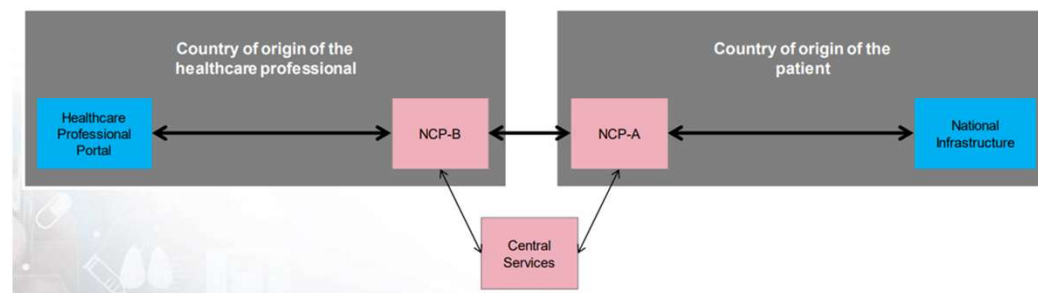 Country of origin of the
healthcare professional
Country of origin of the
patient
Healthcare
Professional
Portal
NCP-B
NCP-A
National
Infrastructure
Central
Services